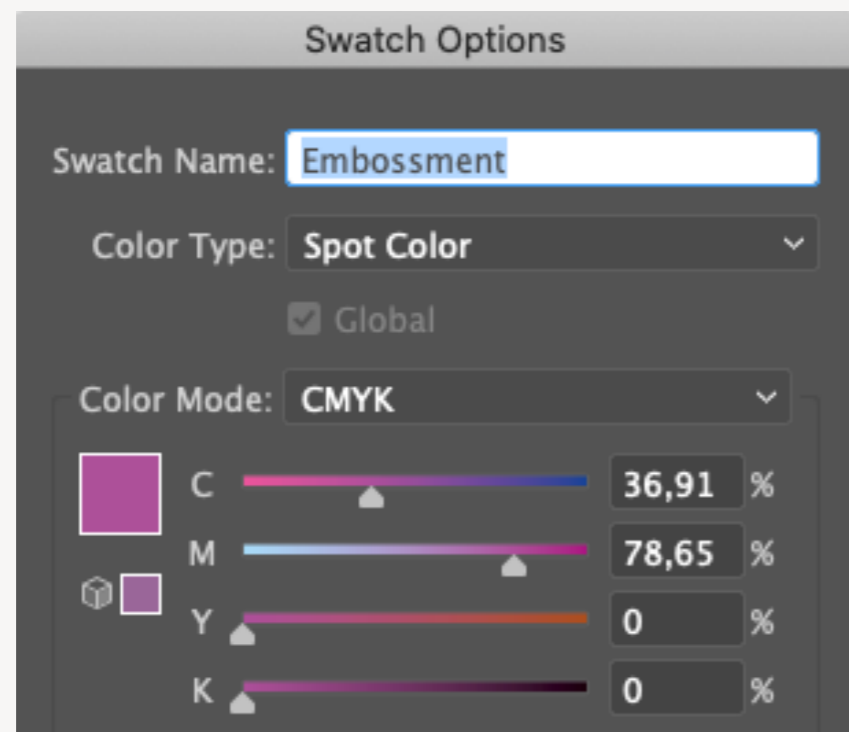 Swatch Options
Swatch Name: Embossment
Color Type: Spot Color
Global
Color Mode: CMYK
C 36,91 %
M 78,65 %
Y 0 %
K 0 %